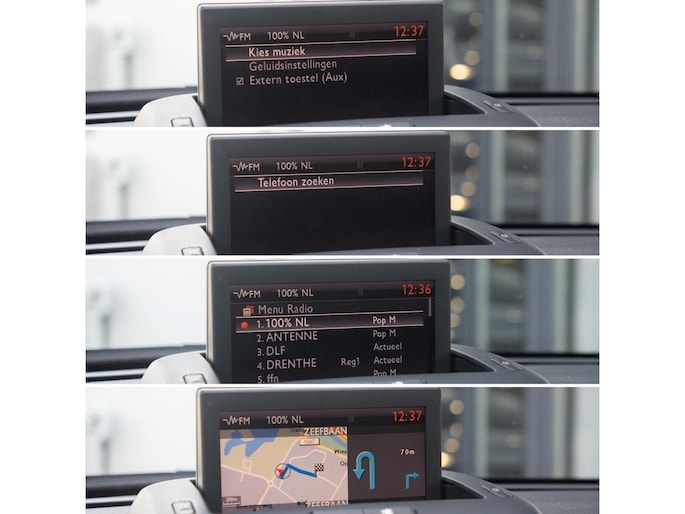 FM 100% NL 12:37
Kies muziek
Geluidsinstellingen
Extern toestel (Aux)
FM 100% NL 12:37
Telefoon zoeken
FM 100% NL 12:36
Menu Radio
1. 100% NL Pop M
2. ANTENNE Pop M
3. DLF Actueel
4. DRENTHE Reg1 Actueel
5. ffn Pop M
FM 100% NL 12:37
ZEEFBAAN
70m
ZEEFBAAN